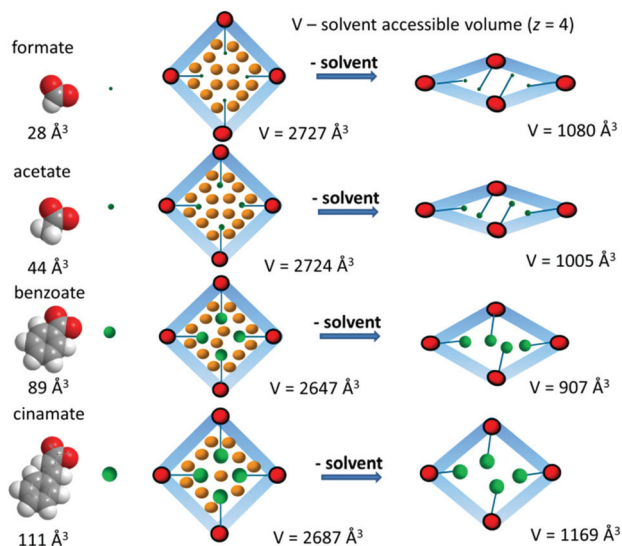 V – solvent accessible volume (z = 4)
formate
- solvent
28 Å3
V = 2727 Å3
V = 1080 Å3
acetate
- solvent
44 Å3
V = 2724 Å3
V = 1005 Å3
benzoate
- solvent
89 Å3
V = 2647 Å3
V = 907 Å3
cinamate
- solvent
111 Å3
V = 2687 Å3
V = 1169 Å3